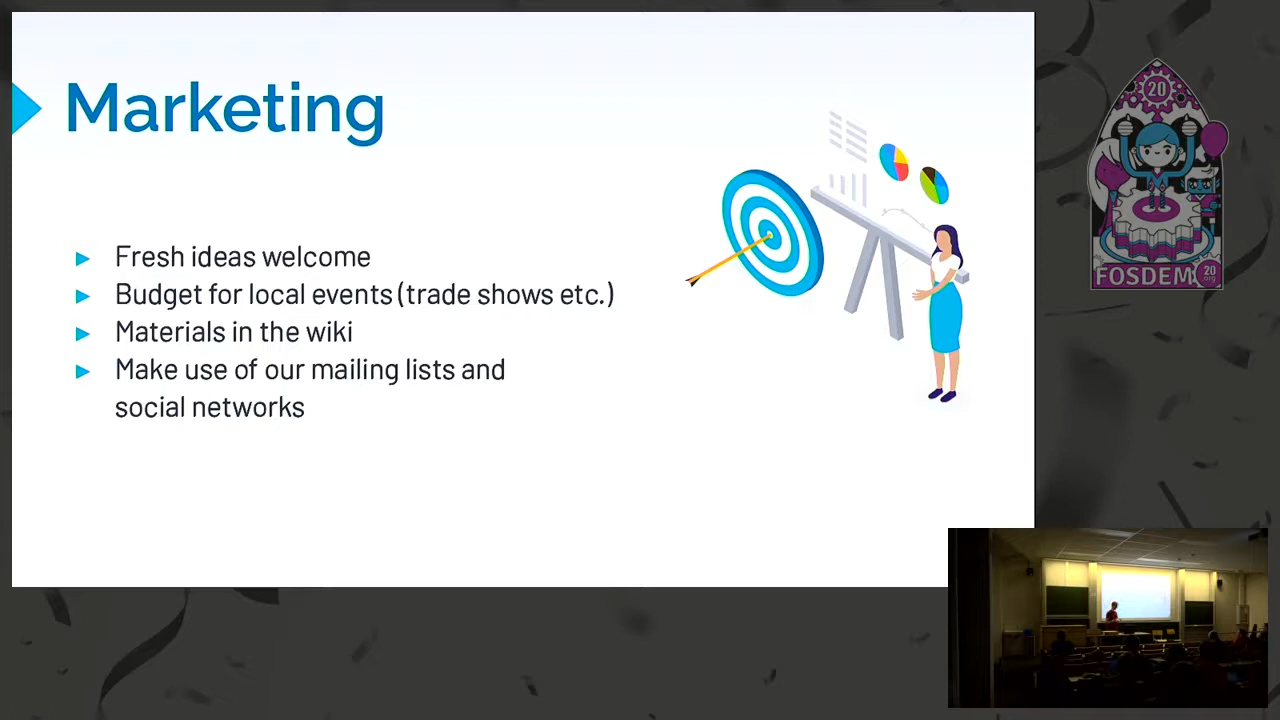 Marketing
Fresh ideas welcome
Budget for local events (trade shows etc.)
Materials in the wiki
Make use of our mailing lists and
social networks
20
FOSDEM
20
org